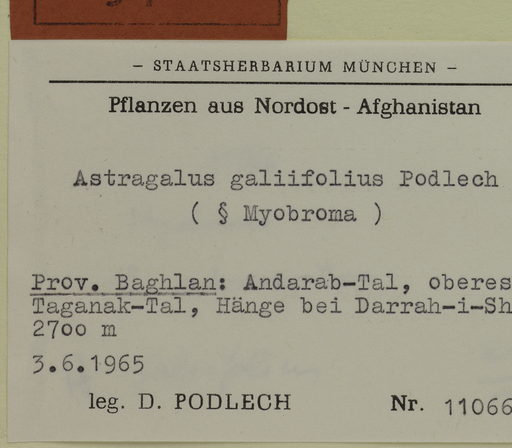 – STAATSHERBARIUM MÜNCHEN –
Pflanzen aus Nordost - Afghanistan
Astragalus galiifolius Podlech
( § Myobroma )
Prov. Baghlan: Andarab-Tal, oberes
Taganak-Tal, Hänge bei Darrah-i-Sh
2700 m
3.6.1965
leg. D. PODLECH Nr. 11066